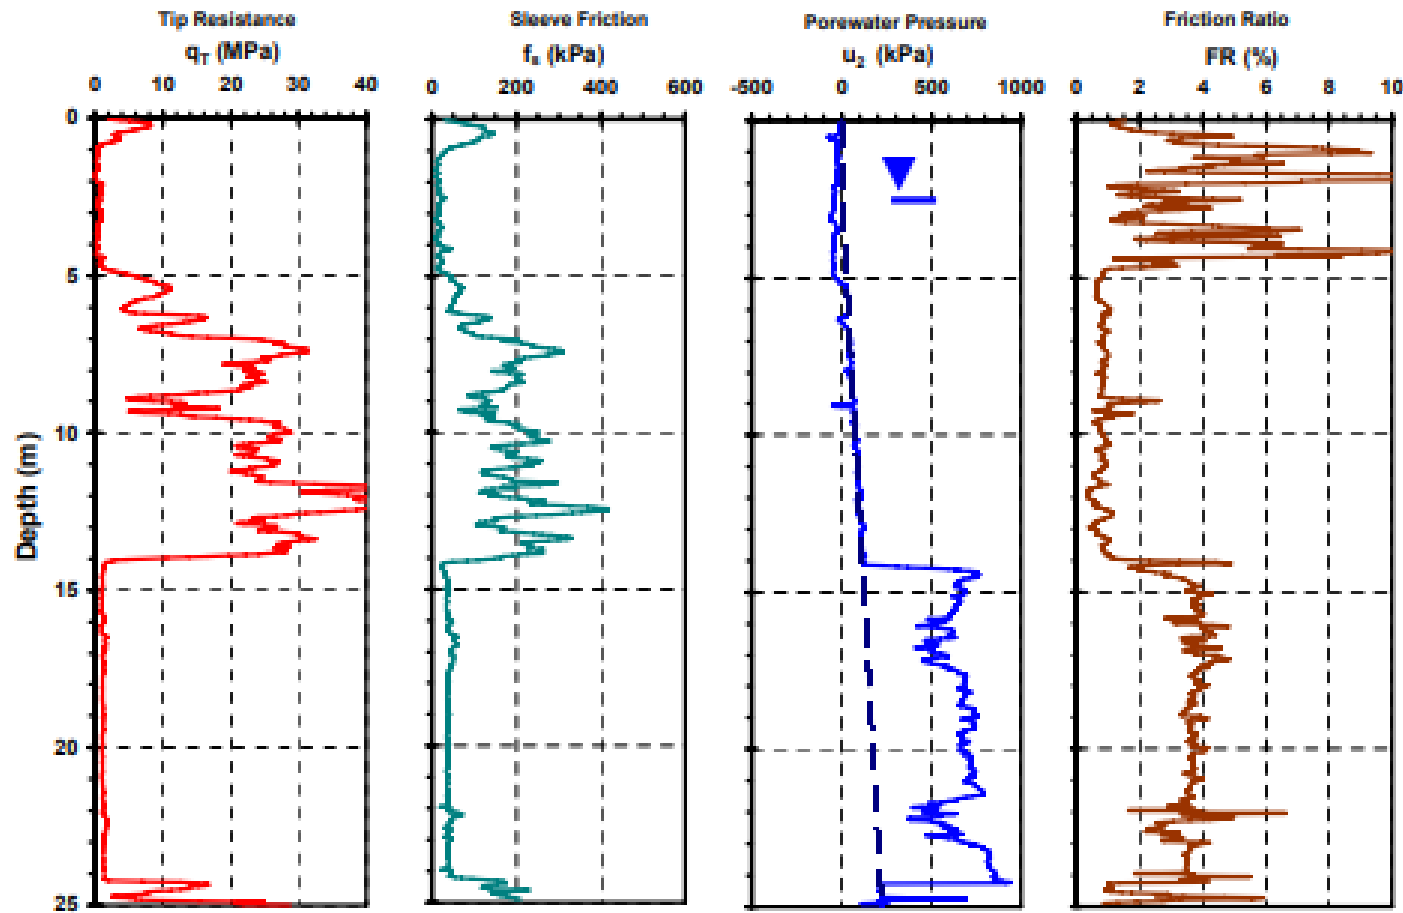 Tip Resistance
qT (MPa)
0 10 20 30 40
Sleeve Friction
fs (kPa)
0 200 400 600
Porewater Pressure
u2 (kPa)
-500 0 500 1000
Friction Ratio
FR (%)
0 2 4 6 8 10
Depth (m)
0
5
10
15
20
25